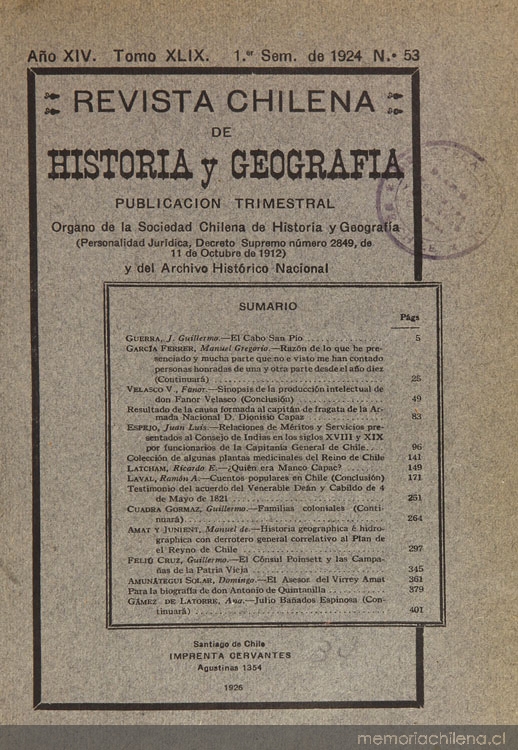 Año XIV. Tomo XLIX. 1.er Sem. de 1924 N.º 53
REVISTA CHILENA
DE
HISTORIA y GEOGRAFIA
PUBLICACION TRIMESTRAL
Organo de la Sociedad Chilena de Historia y Geografía
(Personalidad Jurídica, Decreto Supremo número 2849, de
11 de Octubre de 1912)
y del Archivo Histórico Nacional
SUMARIO
Págs
GUERRA, J. Guillermo.—El Cabo San Pío .......... 5
GARCÍA FERRER, Manuel Gregorio.—Razón de lo que he pre-
senciado y mucha parte que no e visto me han contado
personas honradas de una y otra parte desde el año diez
(Continuará) .......... 25
VELASCO V., Fanor.—Sinopsis de la producción intelectual de
don Fanor Velasco (Conclusión) .......... 49
Resultado de la causa formada al capitán de fragata de la Ar-
mada Nacional D. Dionisio Capaz .......... 83
ESPEJO, Juan Luis.—Relaciones de Méritos y Servicios pre-
sentados al Consejo de Indias en los siglos XVIII y XIX
por funcionarios de la Capitanía General de Chile.. 96
Colección de algunas plantas medicinales del Reino de Chile 141
LATCHAM, Ricardo E.—¿Quién era Manco Capac? .......... 149
LAVAL, Ramón A.—Cuentos populares en Chile (Conclusión) 171
Testimonio del acuerdo del Venerable Deán y Cabildo de 4
de Mayo de 1821 .......... 251
CUADRA GORMAZ, Guillermo.—Familias coloniales (Conti-
nuará) .......... 264
AMAT Y JUNIENT, Manuel de.—Historia geographica é hidro-
gráphica con derrotero general correlativo al Plan de
el Reyno de Chile .......... 297
FELIÚ CRUZ, Guillermo.—El Cónsul Poinsett y las Campa-
ñas de la Patria Vieja .......... 345
AMUNÁTEGUI SOLAR, Domingo.—El Asesor del Virrey Amat 361
Para la biografía de don Antonio de Quintanilla .. 379
GÁMEZ DE LATORRE, Ana.—Julio Bañados Espinosa (Con-
tinuará) .......... 401
Santiago de Chile
IMPRENTA CERVANTES
Agustinas 1354
1926
memoriachilena.cl